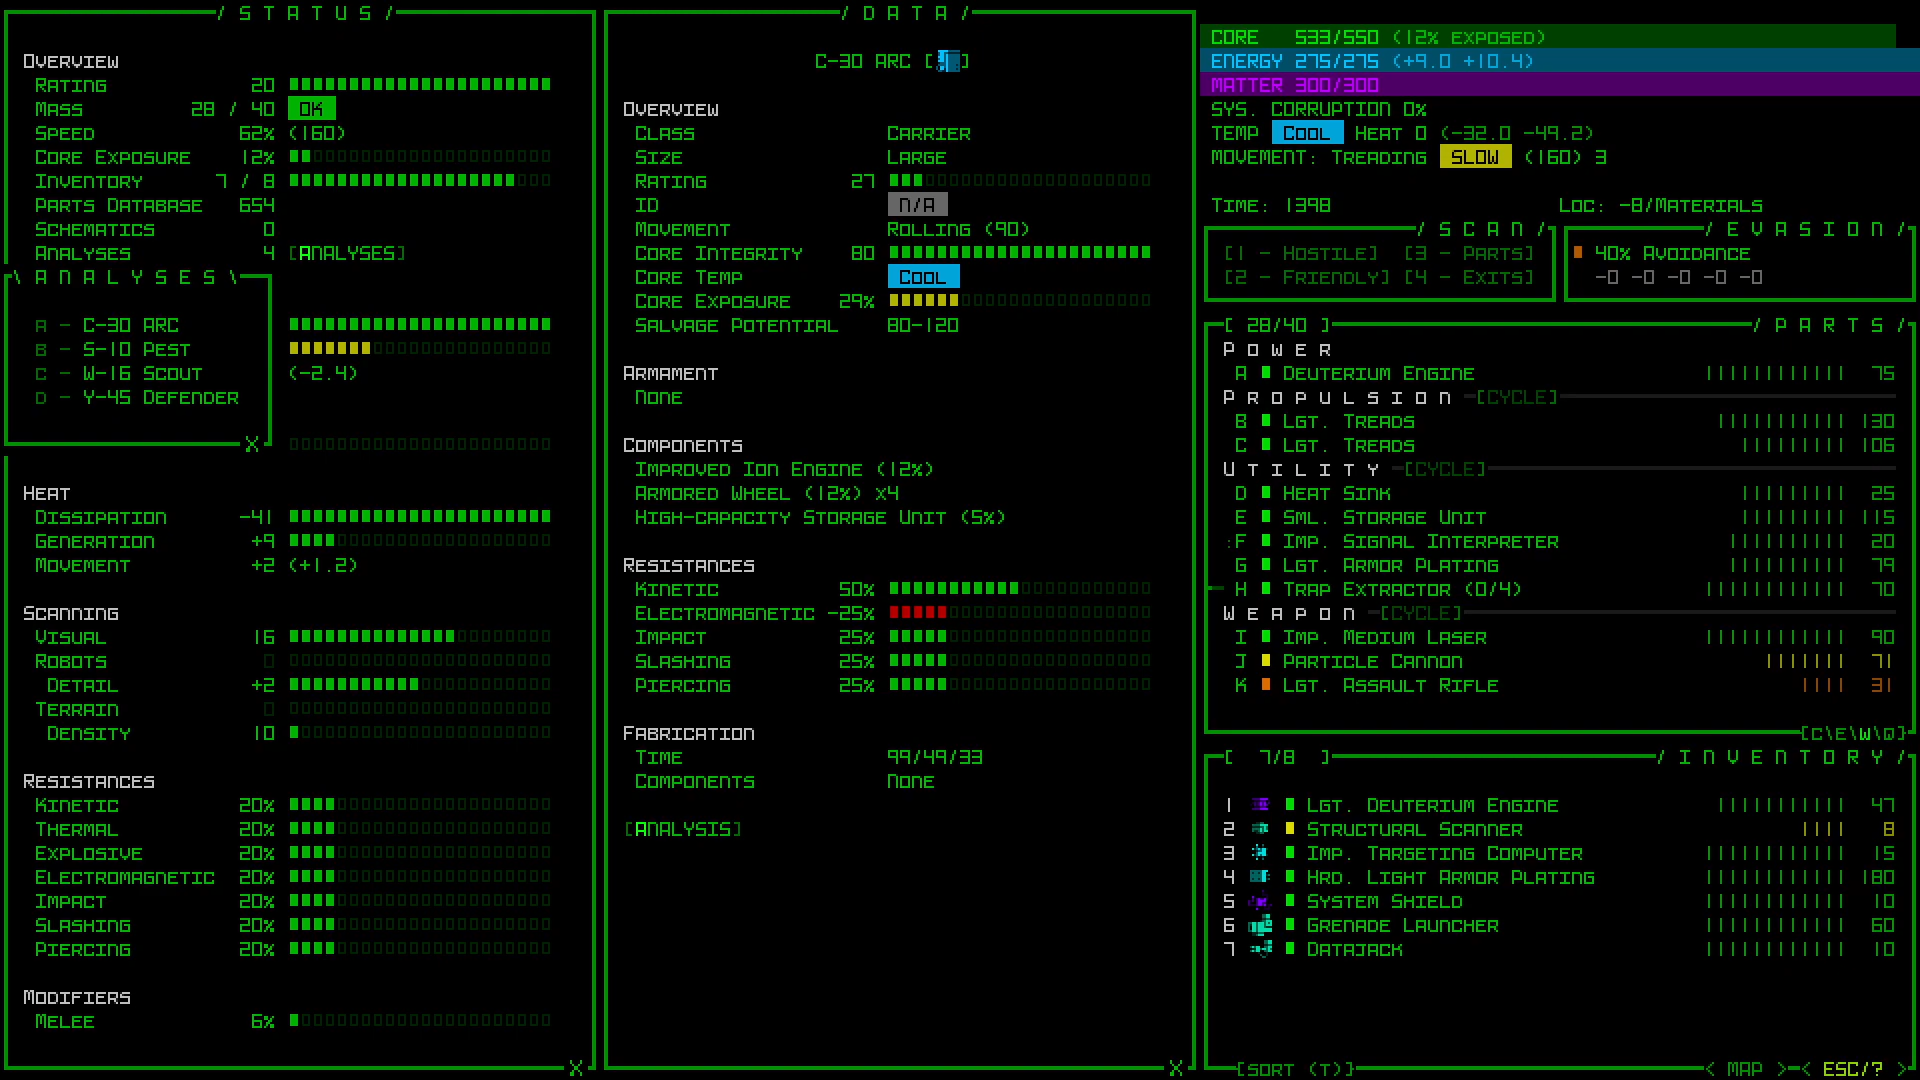 / S T A T U S /
Overview
Rating 20
Mass 28 / 40 OK
Speed 62% (160)
Core Exposure 12%
Inventory 7 / 8
Parts Database 654
Schematics 0
Analyses 4 [Analyses]
\ A N A L Y S E S \
A - C-30 ARC
B - S-10 Pest
C - W-16 Scout (-2.4)
D - Y-45 Defender
X
Heat
Dissipation -41
Generation +9
Movement +2 (+1.2)
Scanning
Visual 16
Robots 0
Detail +2
Terrain 0
Density 10
Resistances
Kinetic 20%
Thermal 20%
Explosive 20%
Electromagnetic 20%
Impact 20%
Slashing 20%
Piercing 20%
Modifiers
Melee 6%
X
/ D A T A /
C-30 ARC [ ]
Overview
Class Carrier
Size Large
Rating 27
ID N/A
Movement Rolling (90)
Core Integrity 80
Core Temp Cool
Core Exposure 29%
Salvage Potential 80-120
Armament
None
Components
Improved Ion Engine (12%)
Armored Wheel (12%) x4
High-capacity Storage Unit (5%)
Resistances
Kinetic 50%
Electromagnetic -25%
Impact 25%
Slashing 25%
Piercing 25%
Fabrication
Time 99/49/33
Components None
[Analysis]
X
Core 533/550 (12% Exposed)
Energy 275/275 (+9.0 +10.4)
Matter 300/300
Sys. Corruption 0%
Temp Cool Heat 0 (-32.0 -49.2)
Movement: Treading SLOW (160) 3
Time: 1398 Loc: -8/Materials
/ S C A N /
[1 - Hostile] [3 - Parts]
[2 - Friendly] [4 - Exits]
/ E V A S I O N /
40% Avoidance
-0 -0 -0 -0 -0
[ 28/40 ] / P A R T S /
P o w e r
A Deuterium Engine 75
P r o p u l s i o n [Cycle]
B Lgt. Treads 130
C Lgt. Treads 106
U t i l i t y [Cycle]
D Heat Sink 25
E Sml. Storage Unit 115
:F Imp. Signal Interpreter 20
G Lgt. Armor Plating 79
H Trap Extractor (0/4) 70
W e a p o n [Cycle]
I Imp. Medium Laser 90
J Particle Cannon 71
K Lgt. Assault Rifle 31
[C\E\W\Q]
[ 7/8 ] / I N V E N T O R Y /
1 Lgt. Deuterium Engine 47
2 Structural Scanner 8
3 Imp. Targeting Computer 15
4 Hrd. Light Armor Plating 180
5 System Shield 10
6 Grenade Launcher 60
7 Datajack 10
[Sort (T)] < Map >-< ESC/? >